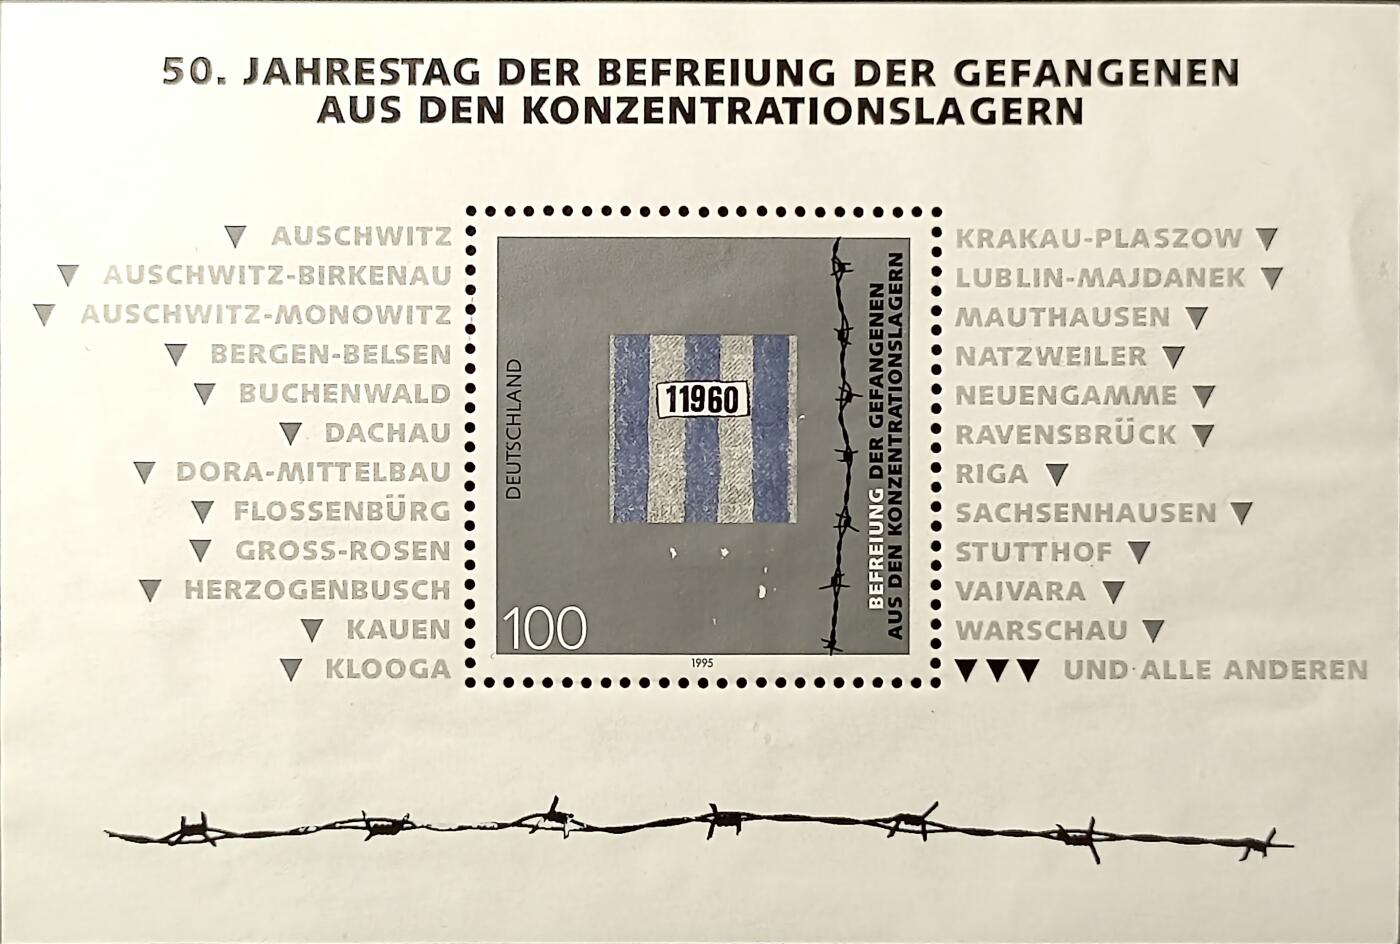 50. JAHRESTAG DER BEFREIUNG DER GEFANGENEN
AUS DEN KONZENTRATIONSLAGERN
AUSCHWITZ
AUSCHWITZ-BIRKENAU
AUSCHWITZ-MONOWITZ
BERGEN-BELSEN
BUCHENWALD
DACHAU
DORA-MITTELBAU
FLOSSENBÜRG
GROSS-ROSEN
HERZOGENBUSCH
KAUEN
KLOOGA
DEUTSCHLAND
11960
100
BEFREIUNG DER GEFANGENEN
AUS DEN KONZENTRATIONSLAGERN
1995
KRAKAU-PLASZOW
LUBLIN-MAJDANEK
MAUTHAUSEN
NATZWEILER
NEUENGAMME
RAVENSBRÜCK
RIGA
SACHSENHAUSEN
STUTTHOF
VAIVARA
WARSCHAU
UND ALLE ANDEREN